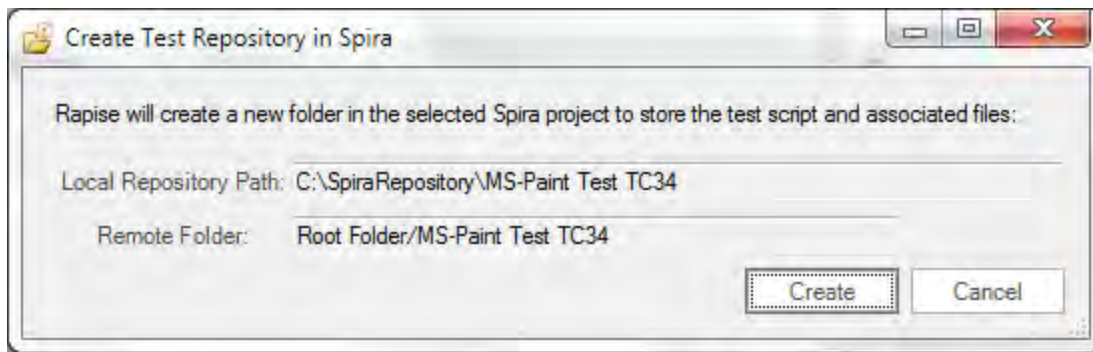 Create Test Repository in Spira
Rapise will create a new folder in the selected Spira project to store the test script and associated files:
Local Repository Path: C:\SpiraRepository\MS-Paint Test TC34
Remote Folder: Root Folder/MS-Paint Test TC34
Create Cancel